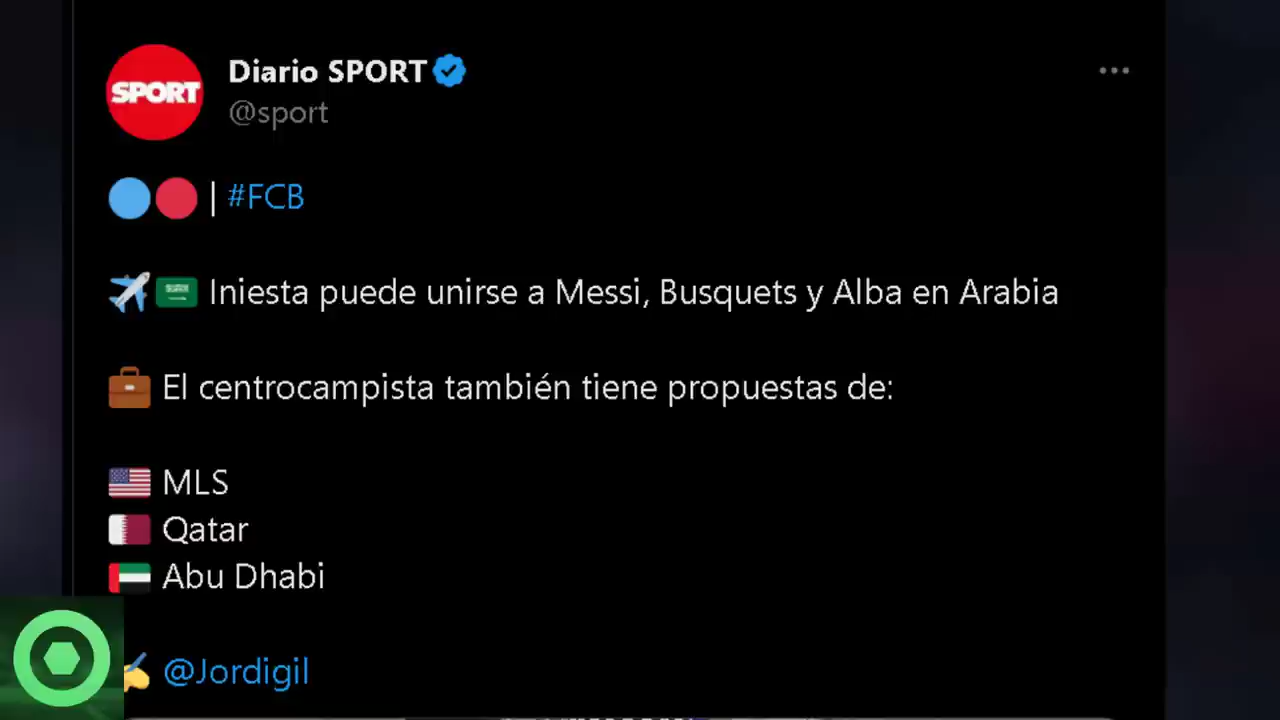 SPORT
Diario SPORT
@sport
| #FCB
Iniesta puede unirse a Messi, Busquets y Alba en Arabia
El centrocampista también tiene propuestas de:
MLS
Qatar
Abu Dhabi
@Jordigil